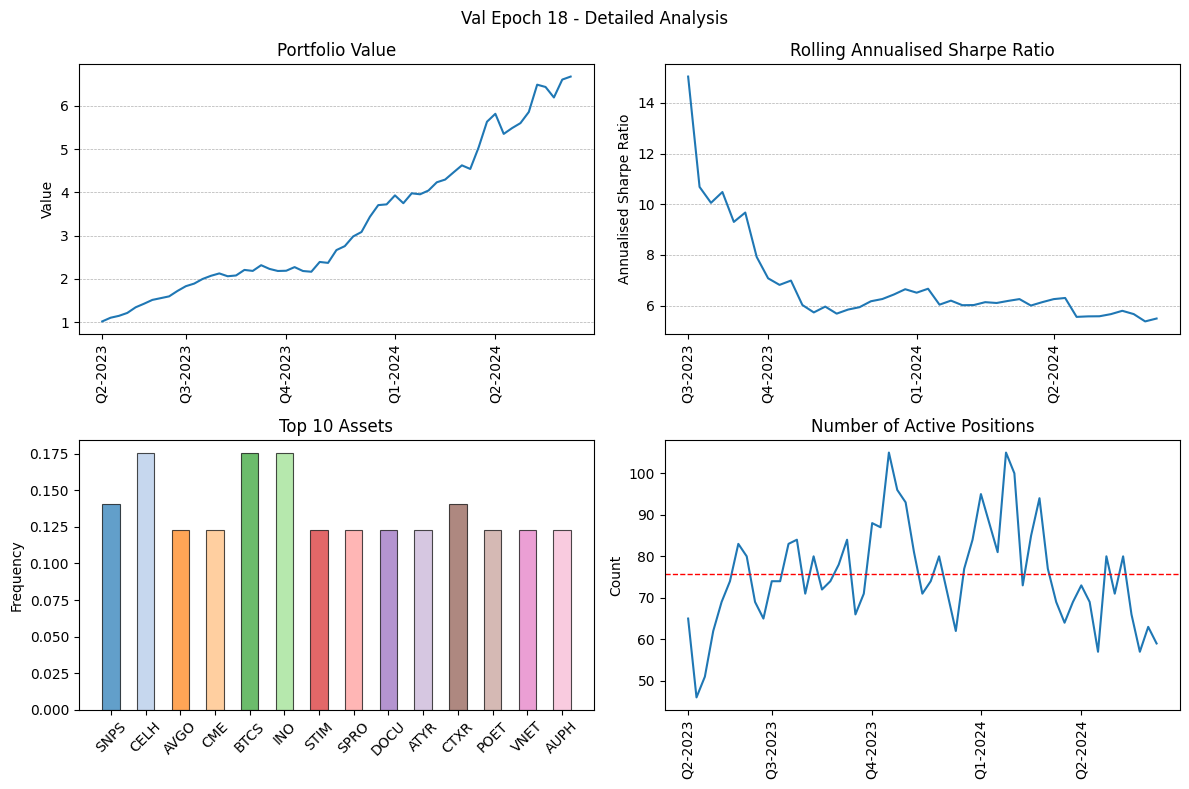 Val Epoch 18 - Detailed Analysis
Portfolio Value
Value
6
5
4
3
2
1
Q2-2023
Q3-2023
Q4-2023
Q1-2024
Q2-2024
Rolling Annualised Sharpe Ratio
Annualised Sharpe Ratio
14
12
10
8
6
Q3-2023
Q4-2023
Q1-2024
Q2-2024
Top 10 Assets
Frequency
0.175
0.150
0.125
0.100
0.075
0.050
0.025
0.000
SNPS
CELH
AVGO
CME
BTCS
INO
STIM
SPRO
DOCU
ATYR
CTXR
POET
VNET
AUPH
Number of Active Positions
Count
100
90
80
70
60
50
Q2-2023
Q3-2023
Q4-2023
Q1-2024
Q2-2024